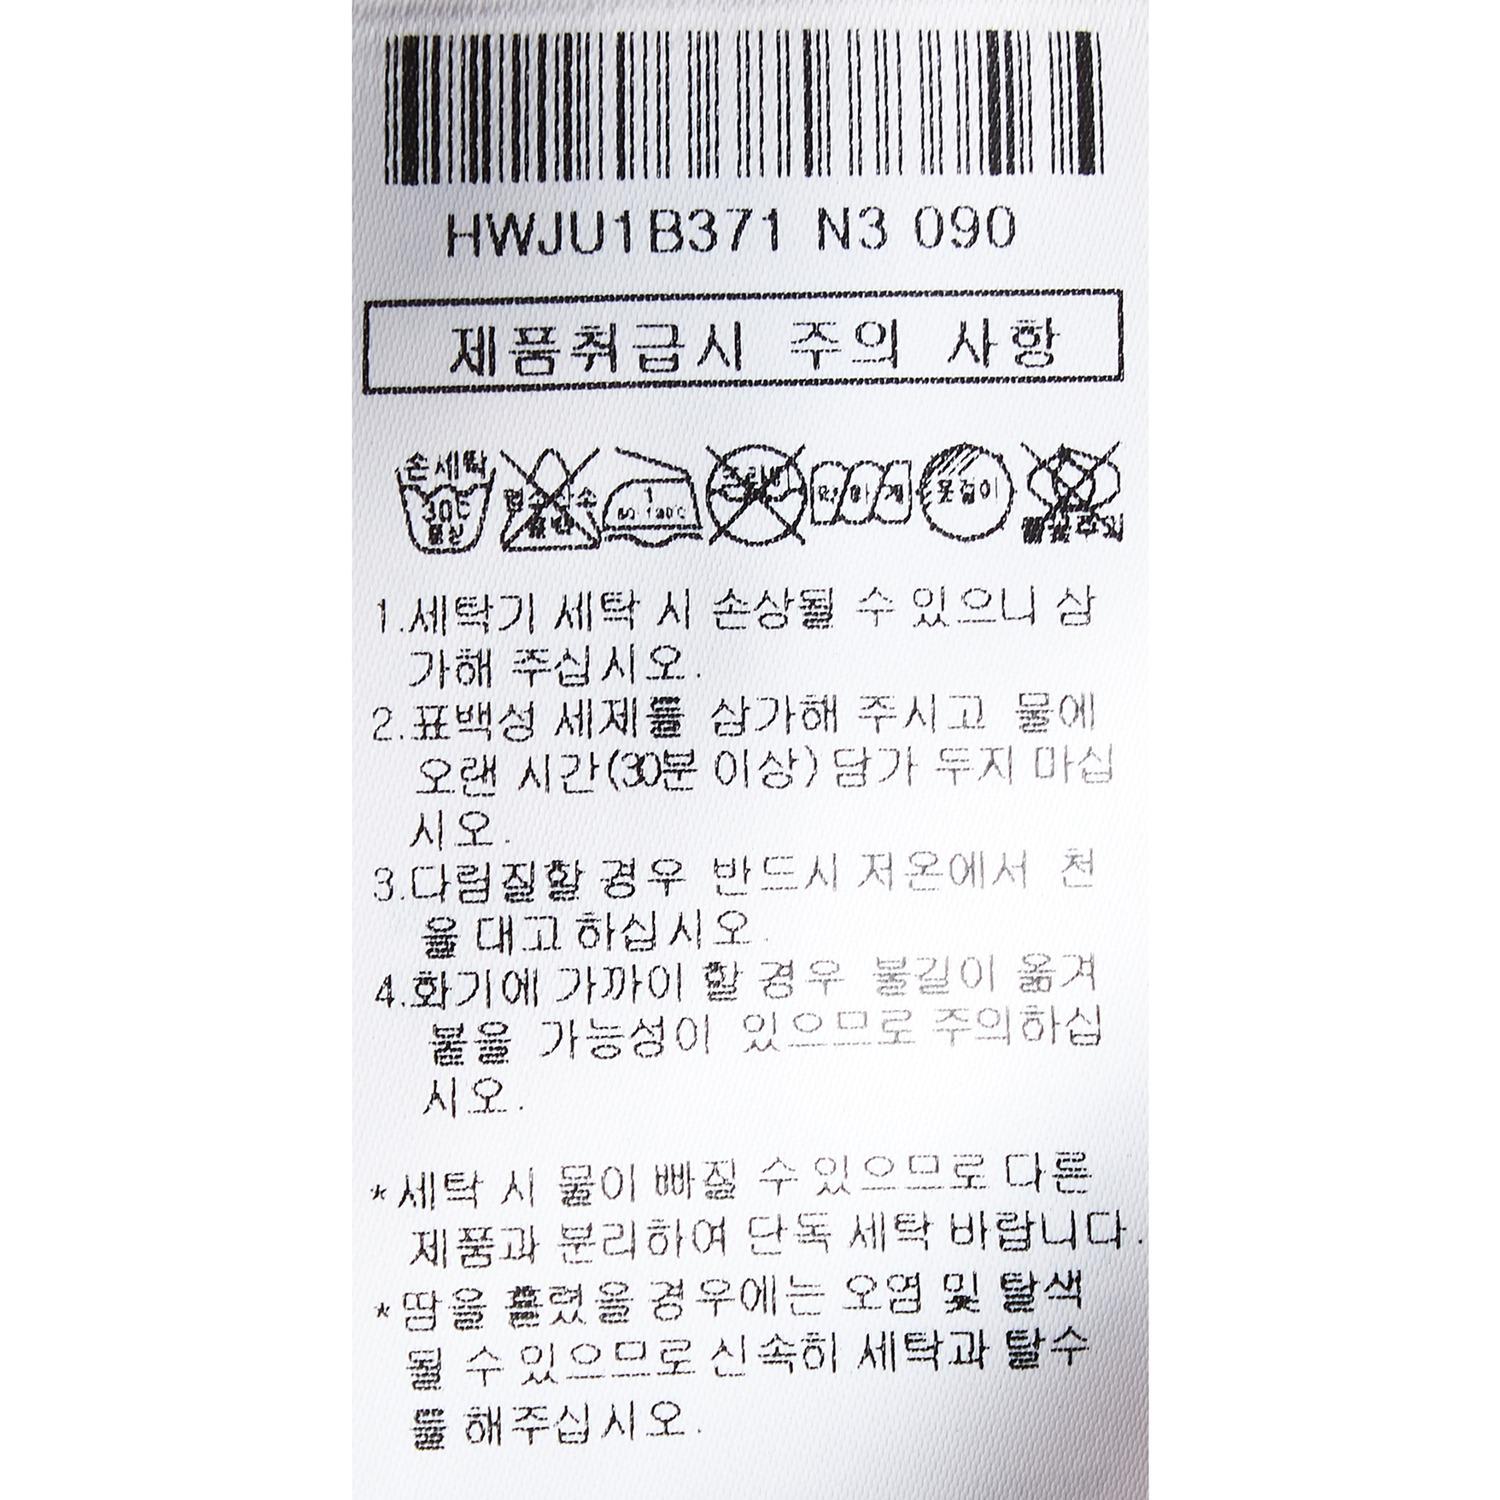 HWJU1B371 N3 090
제품취급시 주의 사항
손세탁 약하게 옷걸이
30℃ 중성 1 80-120℃
1.세탁기 세탁 시 손상될 수 있으니 삼
가해 주십시오.
2.표백성 세제를 삼가해 주시고 물에
오랜 시간(30분 이상) 담가 두지 마십
시오.
3.다림질할 경우 반드시 저온에서 천
을 대고 하십시오.
4.화기에 가까이 할 경우 불길이 옮겨
붙을 가능성이 있으므로 주의하십
시오.
*세탁 시 물이 빠질 수 있으므로 다른
제품과 분리하여 단독 세탁 바랍니다.
*땀을 흘렸을 경우에는 오염 및 탈색
될 수 있으므로 신속히 세탁과 탈수
를 해주십시오.